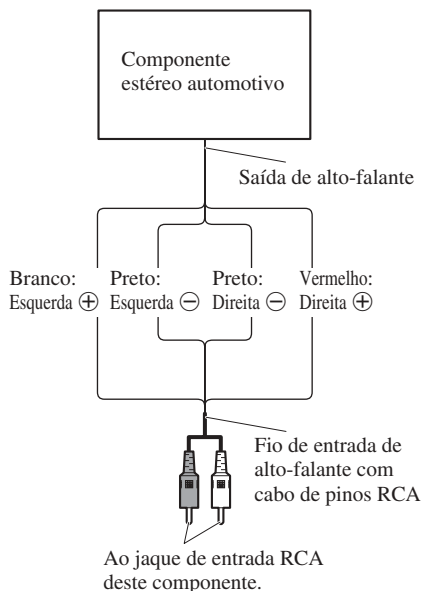 Componente
estéreo automotivo
Saída de alto-falante
Branco:
Esquerda ⊕
Preto:
Esquerda ⊖
Preto:
Direita ⊖
Vermelho:
Direita ⊕
Fio de entrada de
alto-falante com
cabo de pinos RCA
Ao jaque de entrada RCA
deste componente.